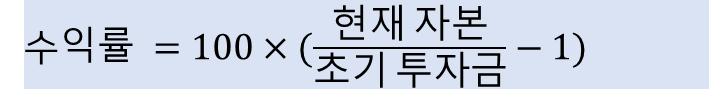 수익률 = 100 × (현재 자본/초기 투자금 − 1)